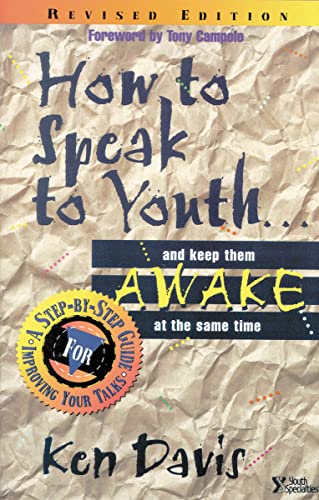 REVISED EDITION
Foreword by Tony Campolo
How to
Speak
to Youth...
and keep them
AWAKE
at the same time
A STEP-BY-STEP GUIDE
FOR
IMPROVING YOUR TALKS
Ken Davis
Youth
Specialties